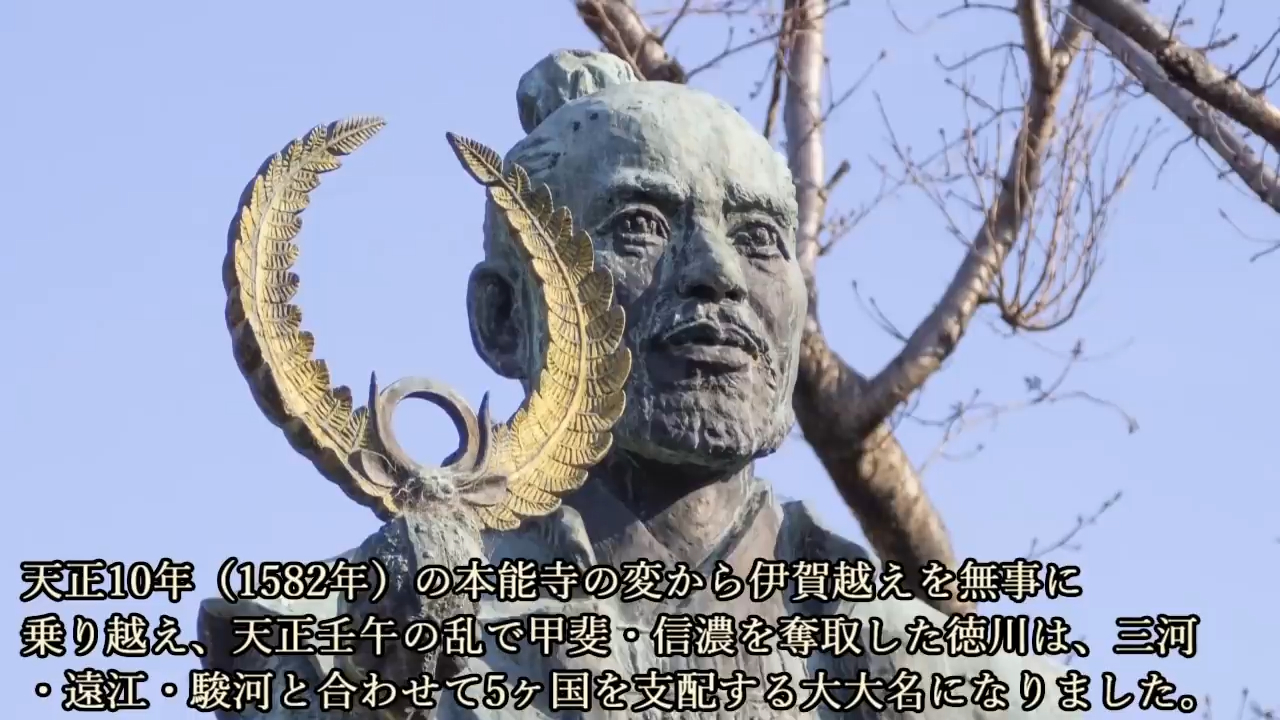 天正10年（1582年）の本能寺の変から伊賀越えを無事に
乗り越え、天正壬午の乱で甲斐・信濃を奪取した徳川は、三河
・遠江・駿河と合わせて5ヶ国を支配する大大名になりました。